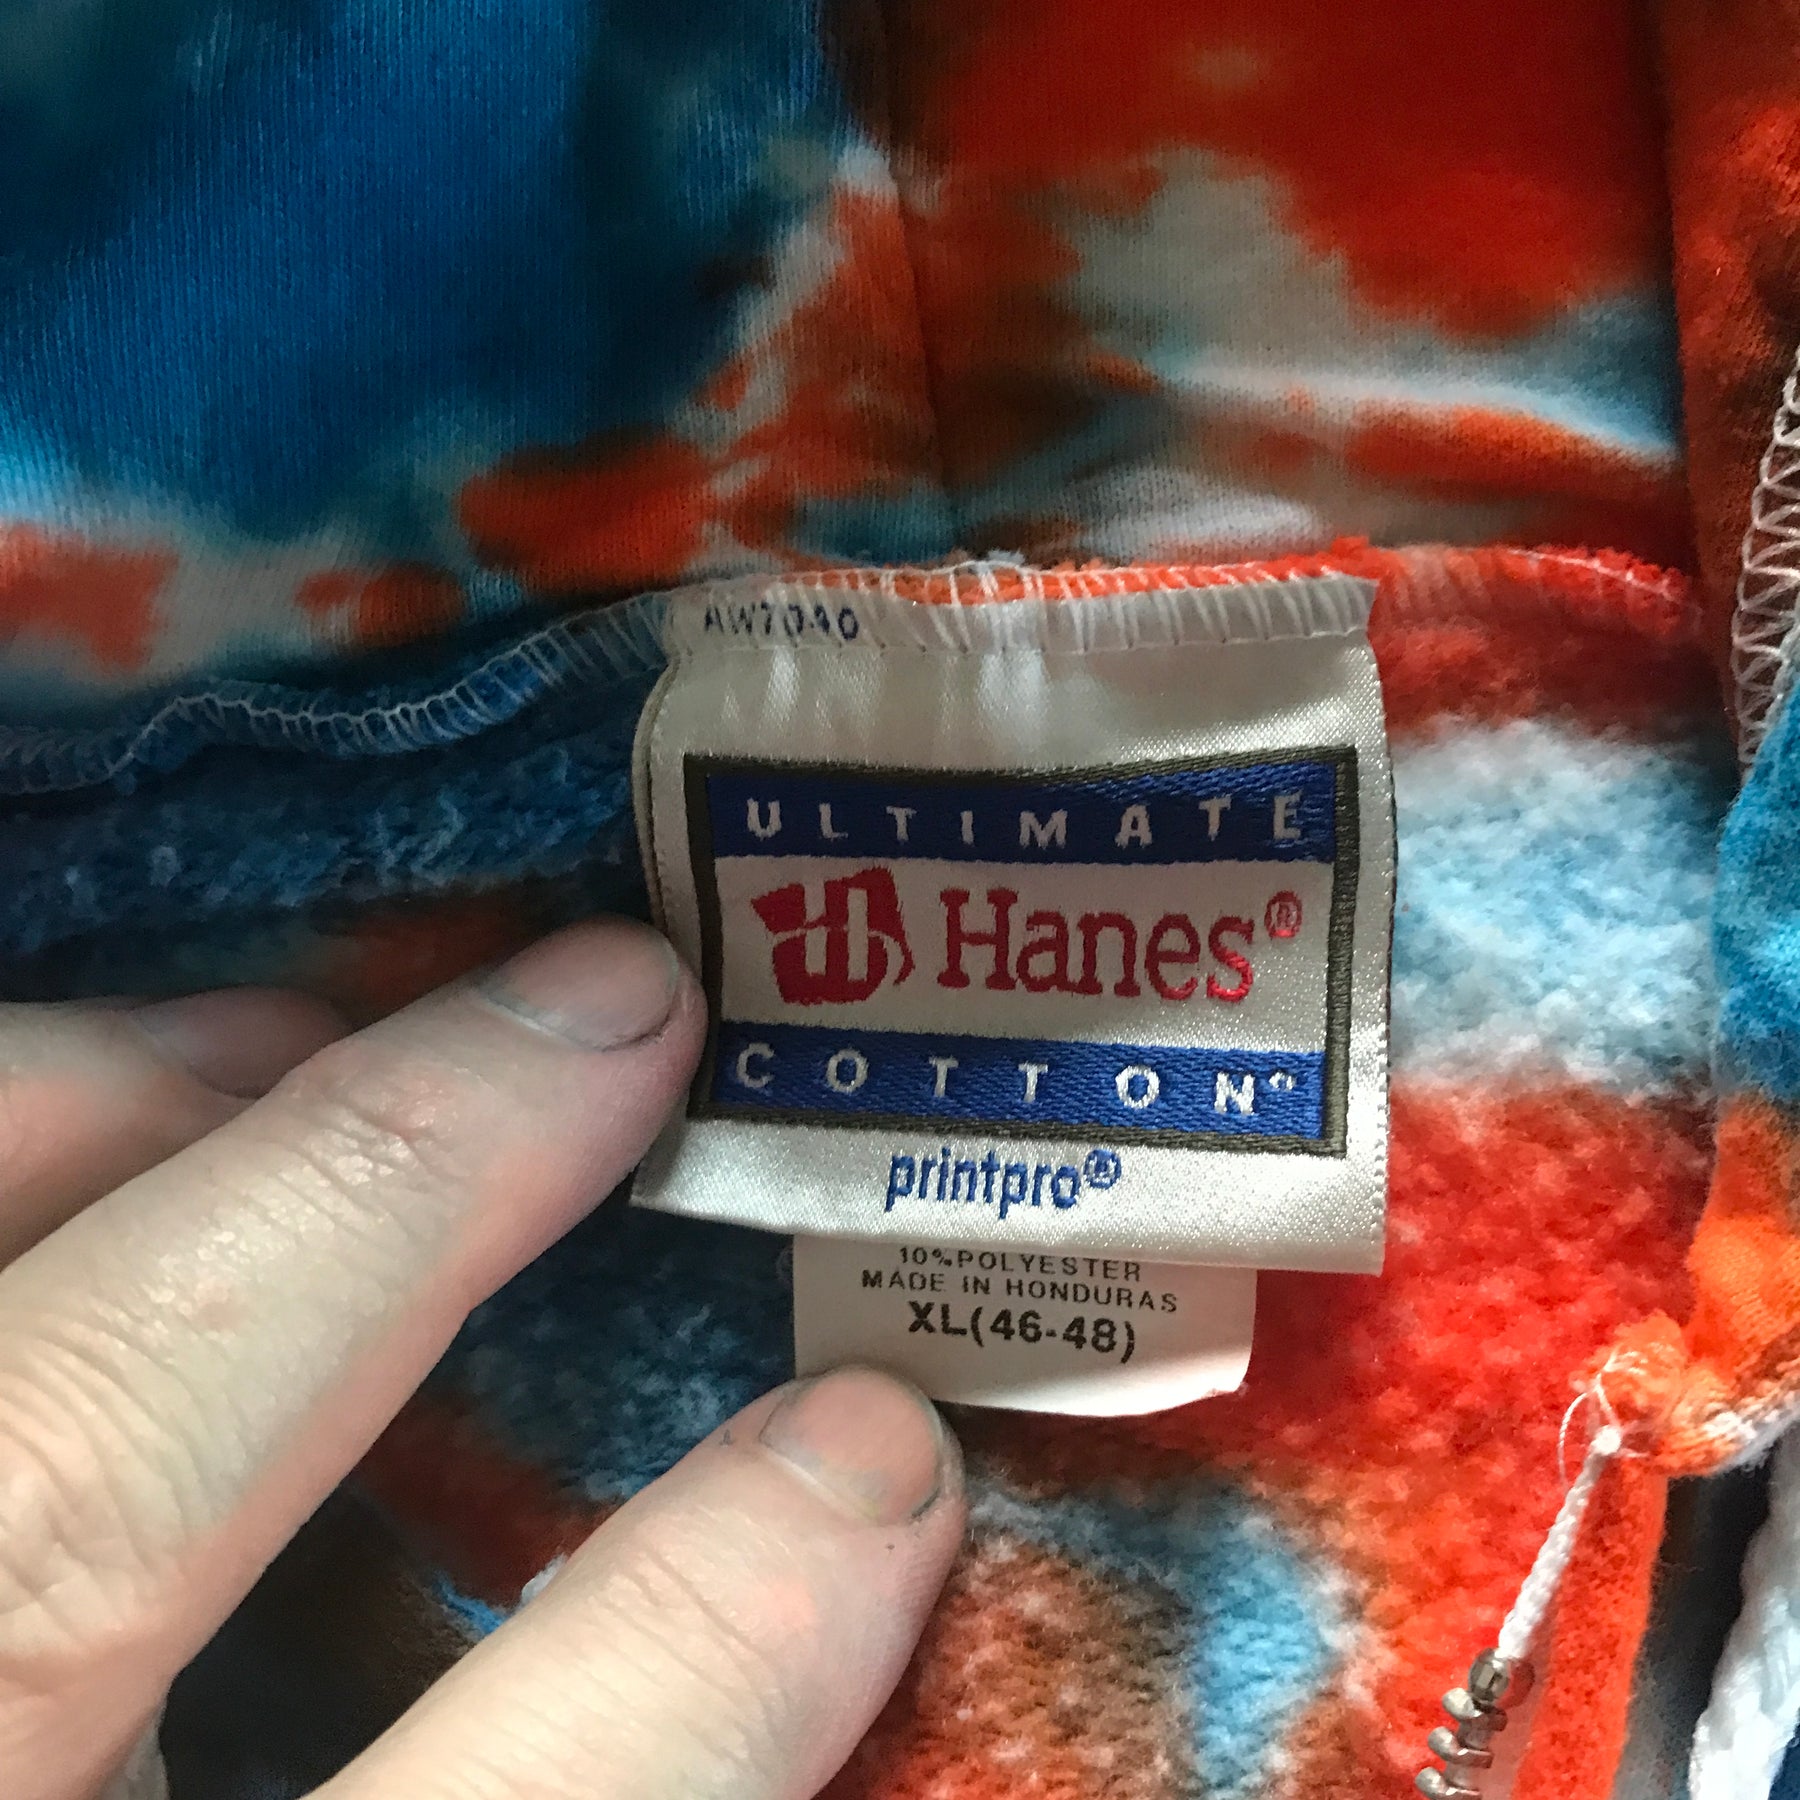 AW7040
ULTIMATE
Hanes®
COTTON®
printpro®
10% POLYESTER
MADE IN HONDURAS
XL(46-48)